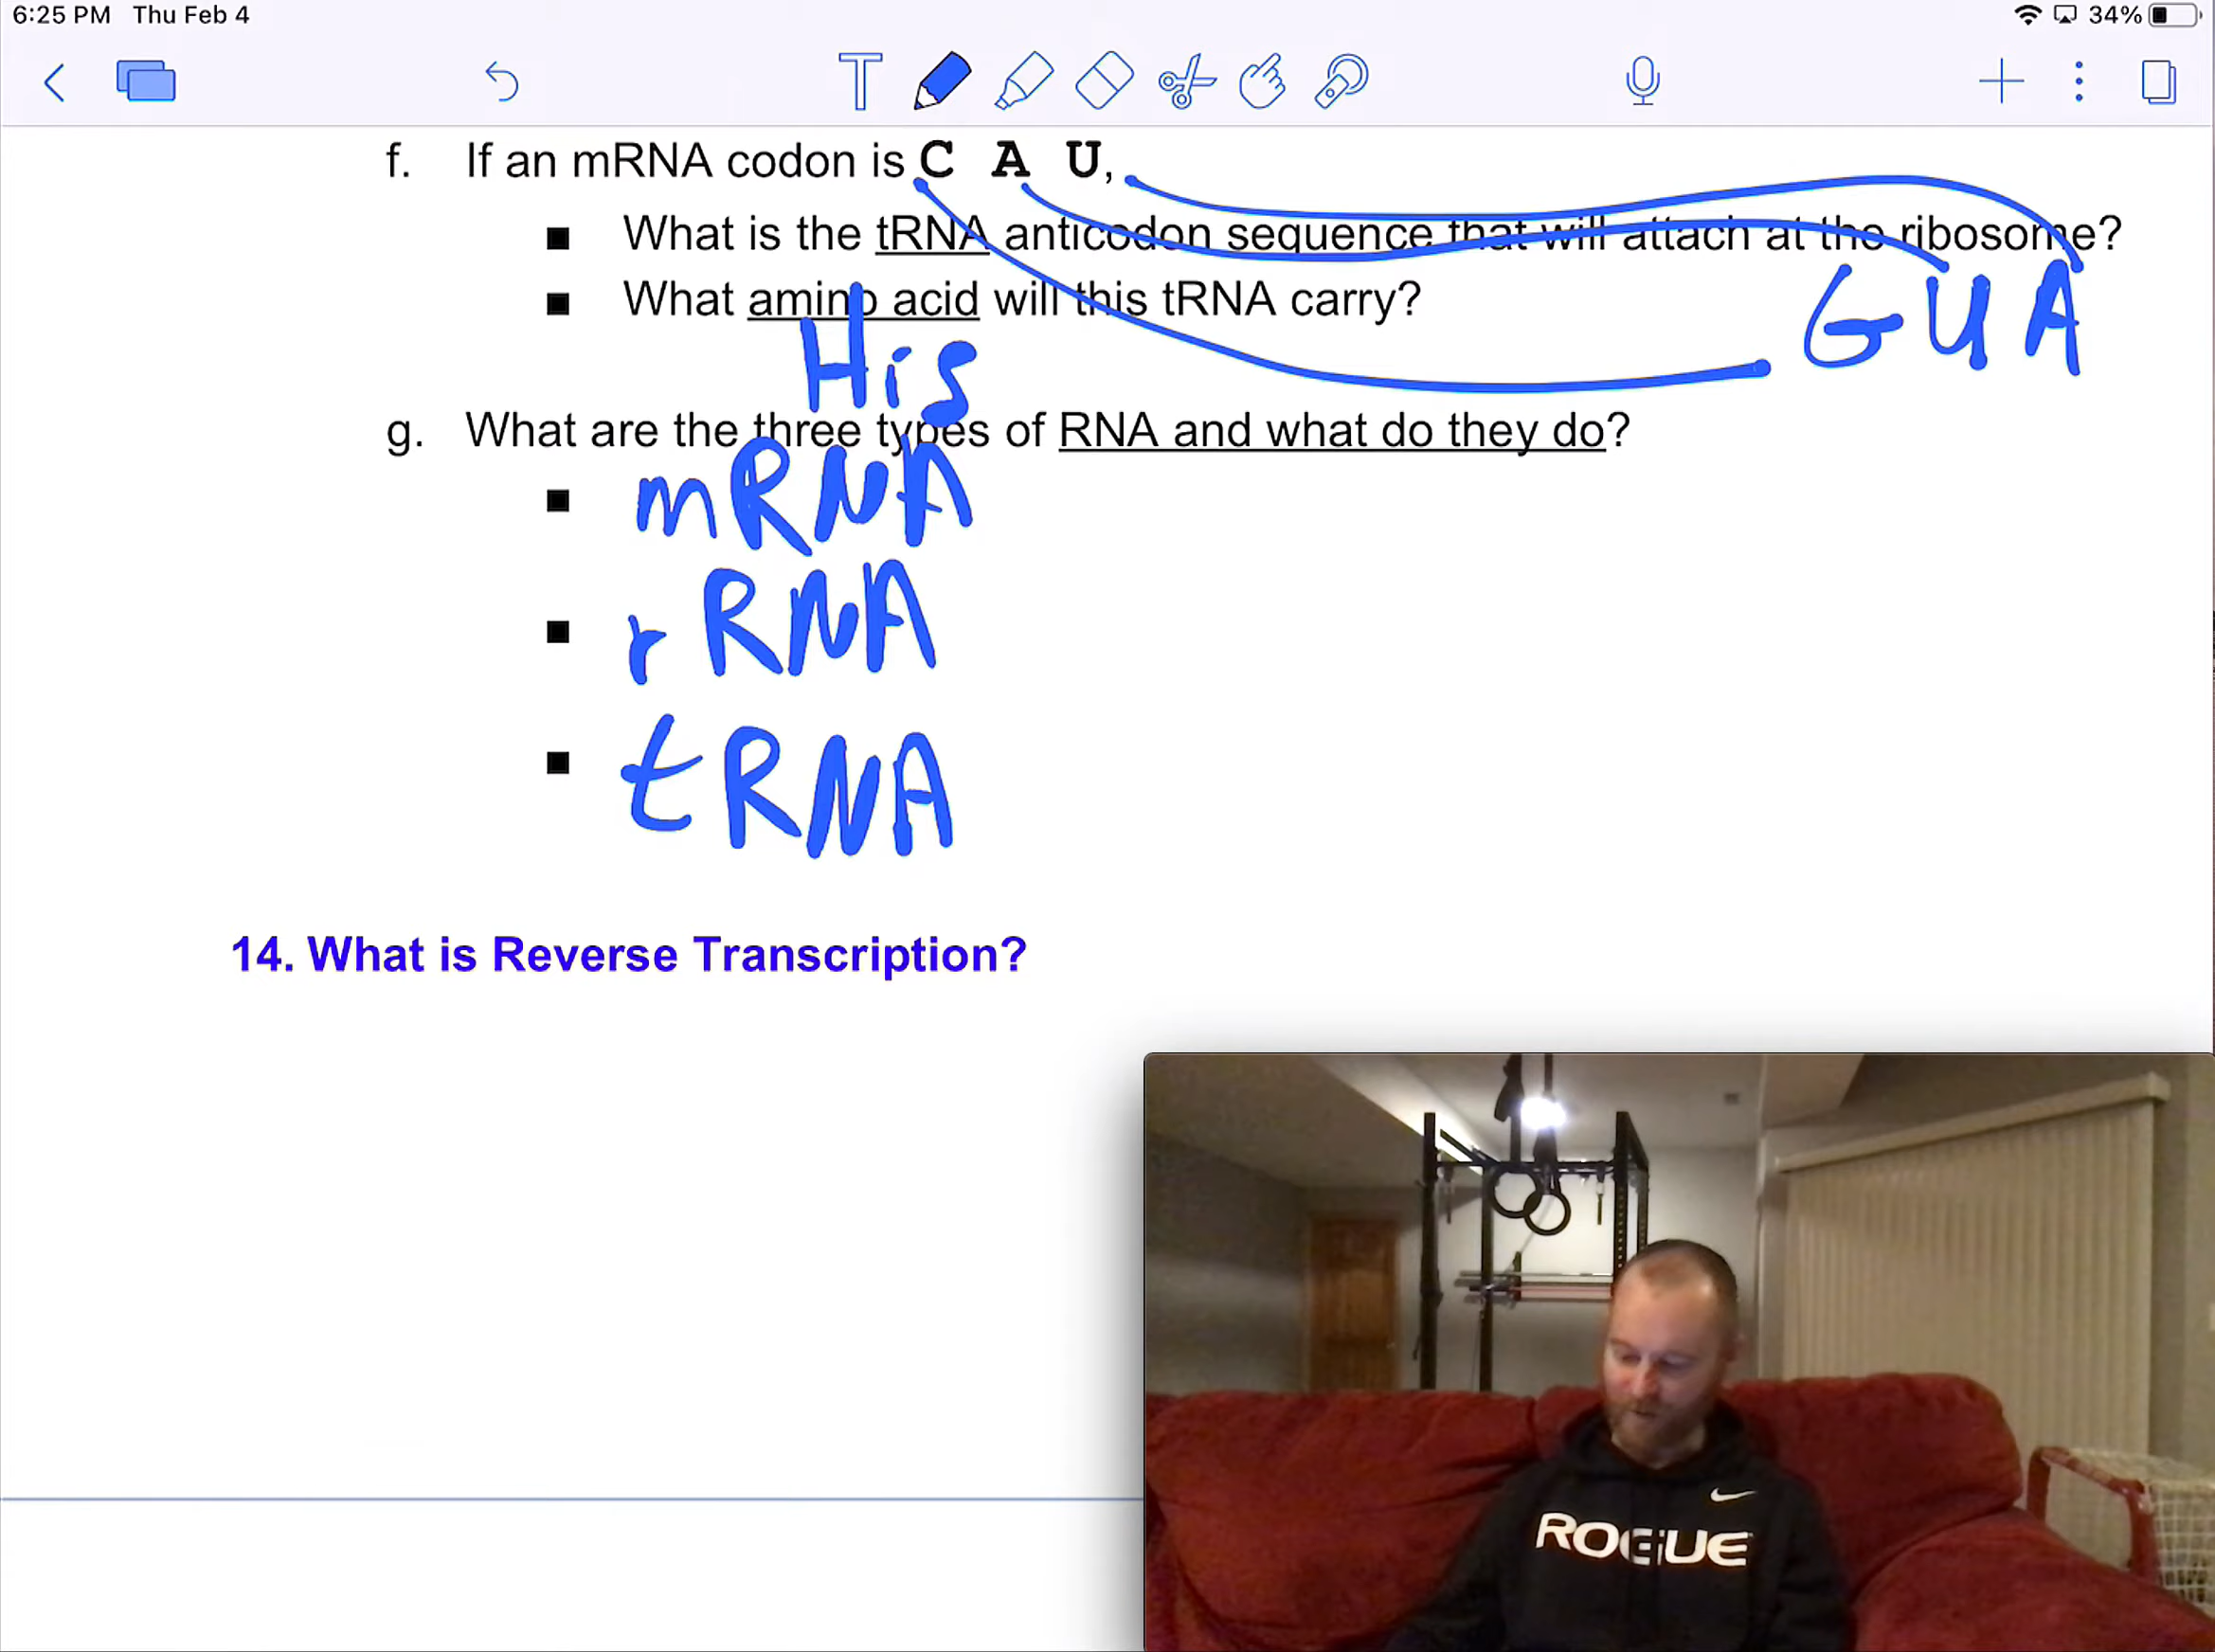 6:25 PM Thu Feb 4 34%
T
f. If an mRNA codon is C A U,
What is the tRNA anticodon sequence that will attach at the ribosome?
What amino acid will this tRNA carry?
G U A
His
g. What are the three types of RNA and what do they do?
mRNA
rRNA
tRNA
14. What is Reverse Transcription?
ROGUE